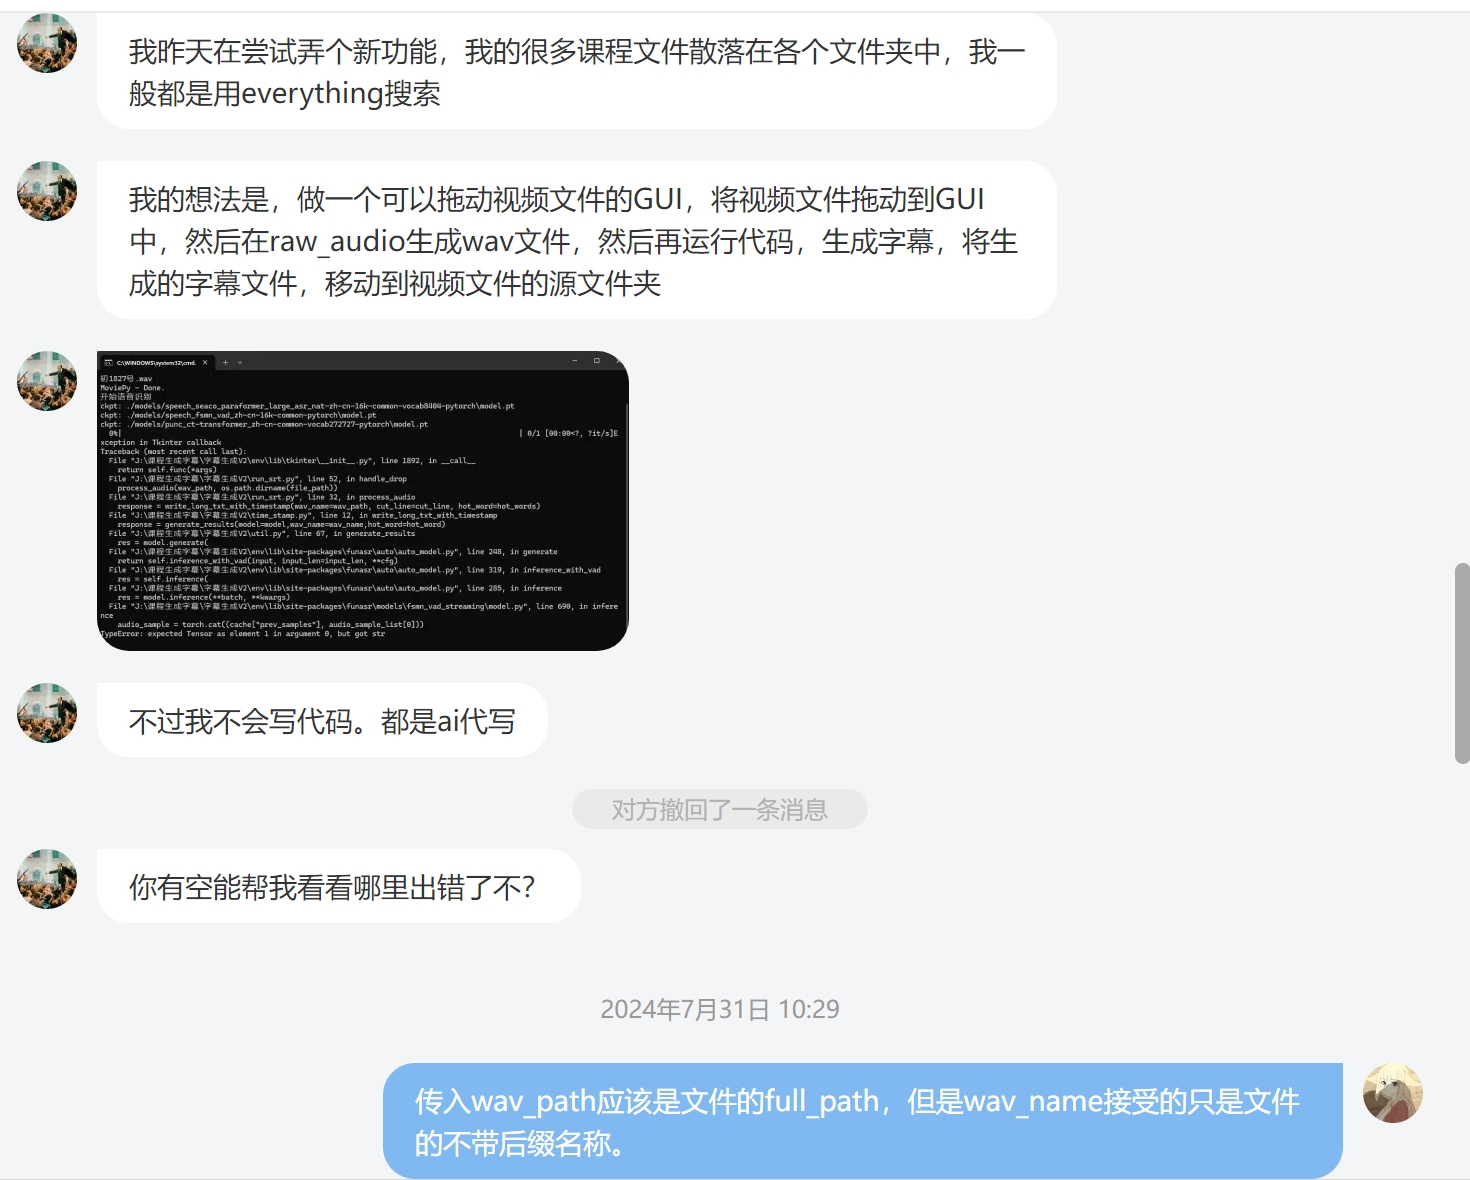 我昨天在尝试弄个新功能，我的很多课程文件散落在各个文件夹中，我一
般都是用everything搜索
我的想法是，做一个可以拖动视频文件的GUI，将视频文件拖动到GUI
中，然后在raw_audio生成wav文件，然后再运行代码，生成字幕，将生
成的字幕文件，移动到视频文件的源文件夹
C:\WINDOWS\system32\cmd.
初1827号.wav
MoviePy - Done.
开始语音识别
ckpt: ./models/speech_seaco_paraformer_large_asr_nat-zh-cn-16k-common-vocab8404-pytorch\model.pt
ckpt: ./models/speech_fsmn_vad_zh-cn-16k-common-pytorch\model.pt
ckpt: ./models/punc_ct-transformer_zh-cn-common-vocab272727-pytorch\model.pt
0%| | 0/1 [00:00<?, ?it/s]E
xception in Tkinter callback
Traceback (most recent call last):
File "J:\课程生成字幕\字幕生成V2\env\lib\tkinter\__init__.py", line 1892, in __call__
return self.func(*args)
File "J:\课程生成字幕\字幕生成V2\run_srt.py", line 52, in handle_drop
process_audio(wav_path, os.path.dirname(file_path))
File "J:\课程生成字幕\字幕生成V2\run_srt.py", line 32, in process_audio
response = write_long_txt_with_timestamp(wav_name=wav_path, cut_line=cut_line, hot_word=hot_words)
File "J:\课程生成字幕\字幕生成V2\time_stamp.py", line 12, in write_long_txt_with_timestamp
response = generate_results(model=model,wav_name=wav_name,hot_word=hot_word)
File "J:\课程生成字幕\字幕生成V2\util.py", line 67, in generate_results
res = model.generate(
File "J:\课程生成字幕\字幕生成V2\env\lib\site-packages\funasr\auto\auto_model.py", line 248, in generate
return self.inference_with_vad(input, input_len=input_len, **cfg)
File "J:\课程生成字幕\字幕生成V2\env\lib\site-packages\funasr\auto\auto_model.py", line 319, in inference_with_vad
res = self.inference(
File "J:\课程生成字幕\字幕生成V2\env\lib\site-packages\funasr\auto\auto_model.py", line 285, in inference
res = model.inference(**batch, **kwargs)
File "J:\课程生成字幕\字幕生成V2\env\lib\site-packages\funasr\models\fsmn_vad_streaming\model.py", line 690, in infere
nce
audio_sample = torch.cat((cache["prev_samples"], audio_sample_list[0]))
TypeError: expected Tensor as element 1 in argument 0, but got str
不过我不会写代码。都是ai代写
对方撤回了一条消息
你有空能帮我看看哪里出错了不？
2024年7月31日 10:29
传入wav_path应该是文件的full_path，但是wav_name接受的只是文件
的不带后缀名称。